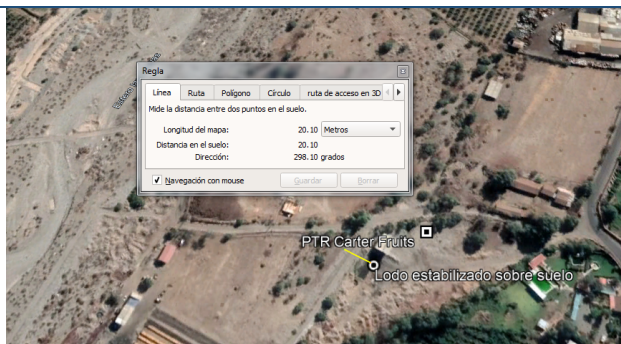 Regla
Línea Ruta Polígono Círculo ruta de acceso en 3D
Mide la distancia entre dos puntos en el suelo.
Longitud del mapa: 20.10 Metros
Distancia en el suelo: 20.10
Dirección: 298.10 grados
Navegación con mouse Guardar Borrar
PTR Carter Fruits
Lodo estabilizado sobre suelo